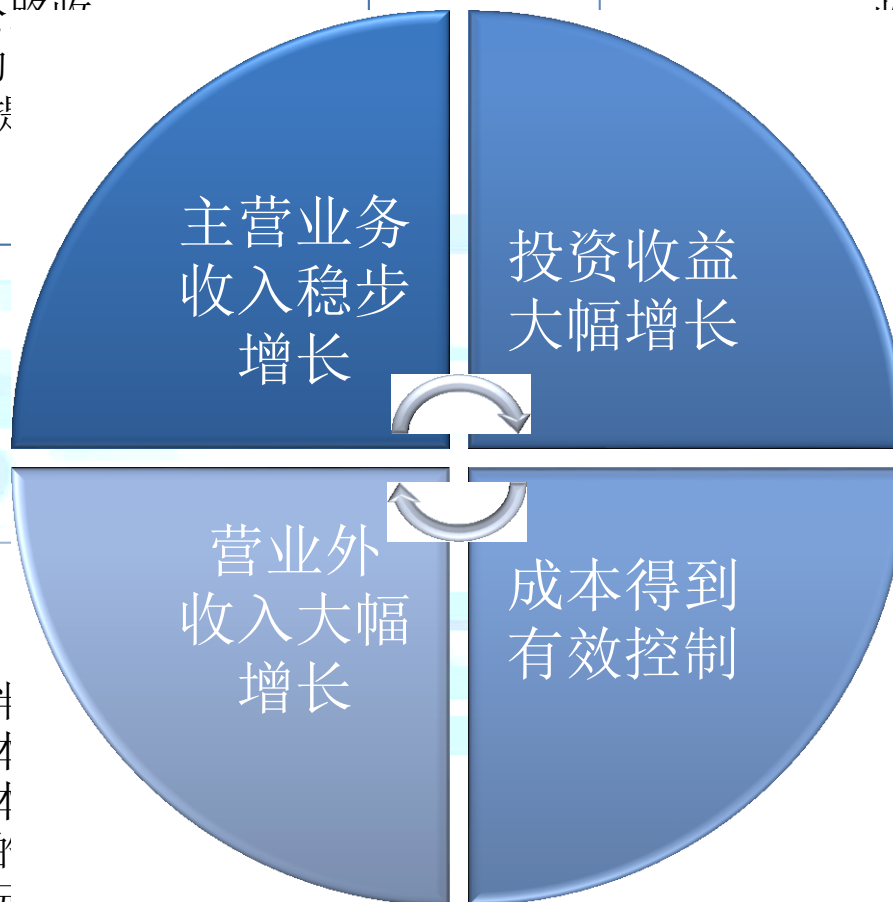 主营业务
收入稳步
增长
投资收益
大幅增长
营业外
收入大幅
增长
成本得到
有效控制